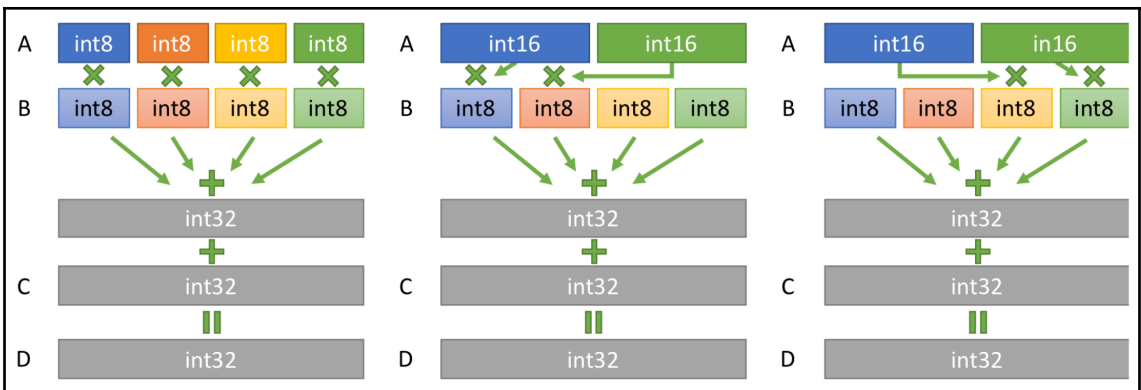 A int8 int8 int8 int8
B int8 int8 int8 int8
int32
C int32
D int32
A int16 int16
B int8 int8 int8 int8
int32
C int32
D int32
A int16 in16
B int8 int8 int8 int8
int32
C int32
D int32